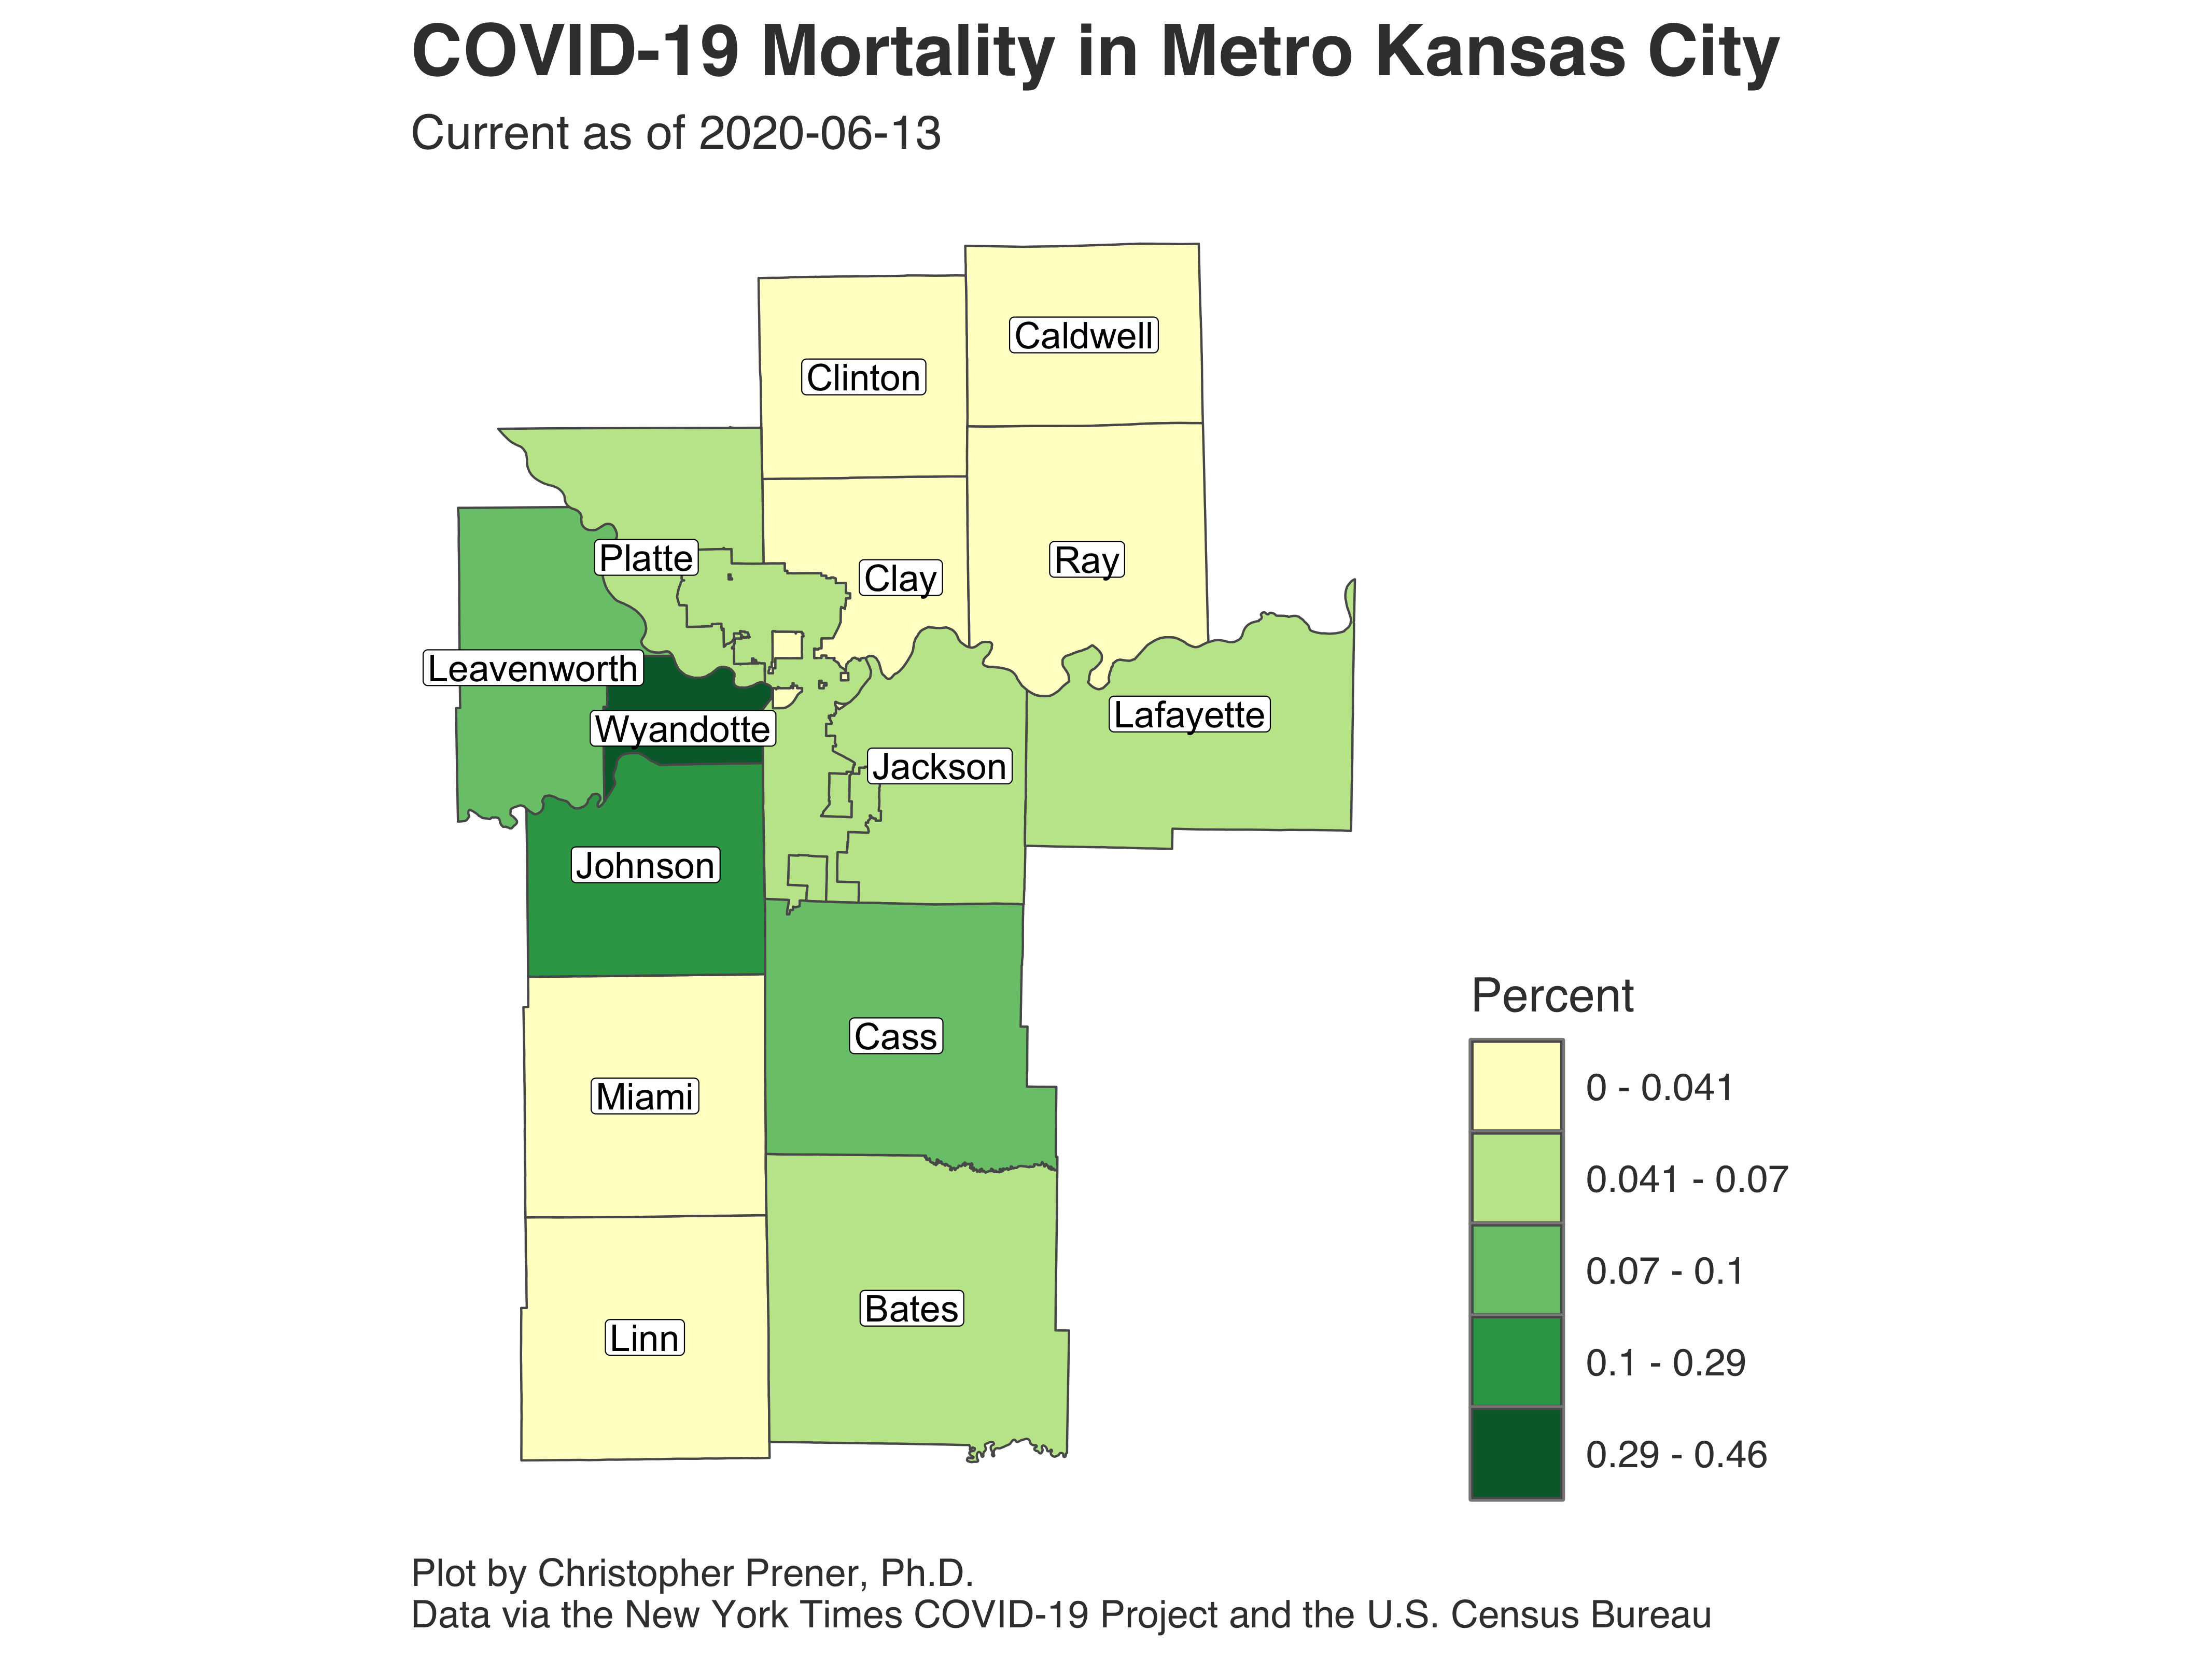 COVID-19 Mortality in Metro Kansas City
Current as of 2020-06-13
Caldwell
Clinton
Platte
Clay
Ray
Leavenworth
Wyandotte
Lafayette
Jackson
Johnson
Cass
Miami
Bates
Linn
Percent
0 - 0.041
0.041 - 0.07
0.07 - 0.1
0.1 - 0.29
0.29 - 0.46
Plot by Christopher Prener, Ph.D.
Data via the New York Times COVID-19 Project and the U.S. Census Bureau